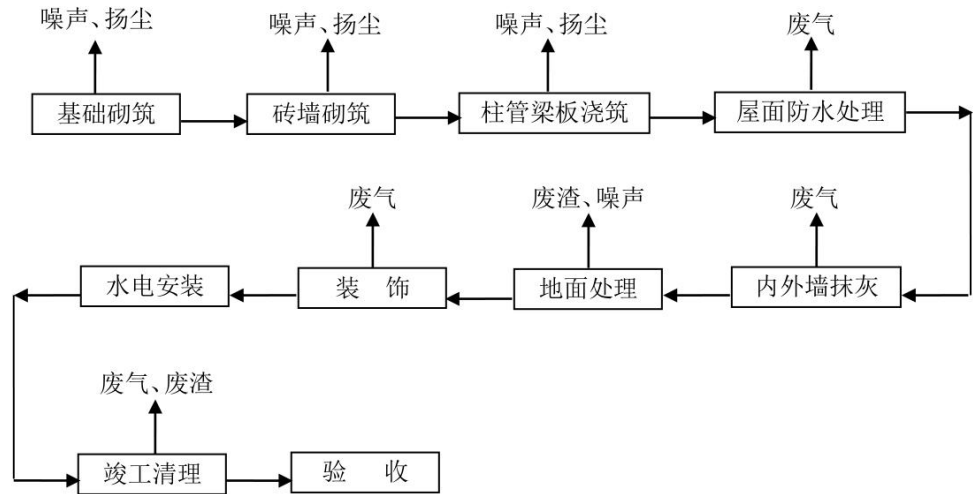 噪声、扬尘 噪声、扬尘 噪声、扬尘 废气
基础砌筑 砖墙砌筑 柱管梁板浇筑 屋面防水处理
废气 废渣、噪声 废气
水电安装 装 饰 地面处理 内外墙抹灰
废气、废渣
竣工清理 验 收